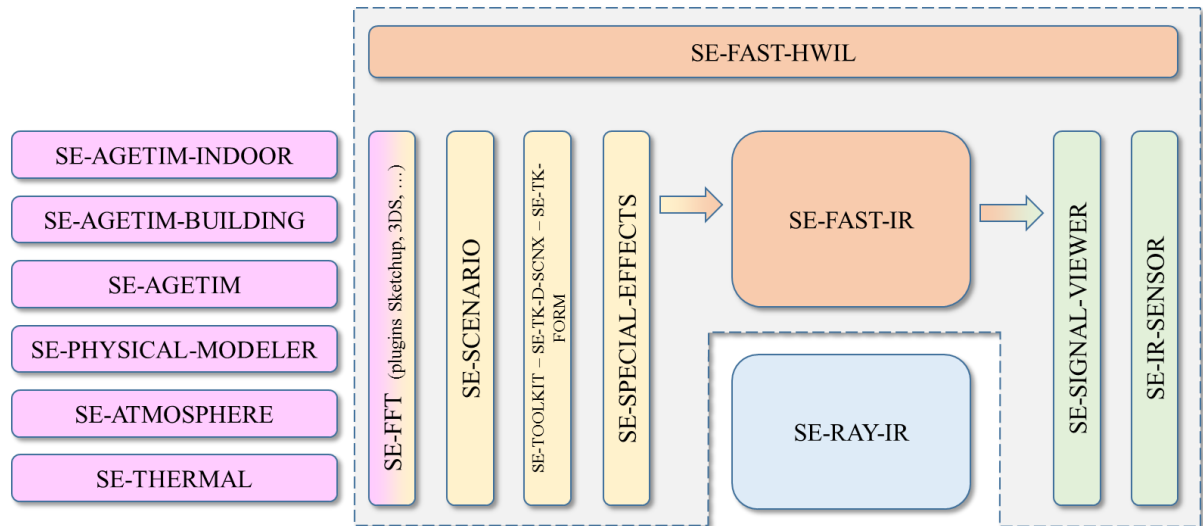 SE-FAST-HWIL
SE-AGETIM-INDOOR
SE-AGETIM-BUILDING
SE-AGETIM
SE-PHYSICAL-MODELER
SE-ATMOSPHERE
SE-THERMAL
SE-FFT (plugins Sketchup, 3DS, …)
SE-SCENARIO
SE-TOOLKIT – SE-TK-D-SCNX – SE-TK-
FORM
SE-SPECIAL-EFFECTS
SE-FAST-IR
SE-RAY-IR
SE-SIGNAL-VIEWER
SE-IR-SENSOR